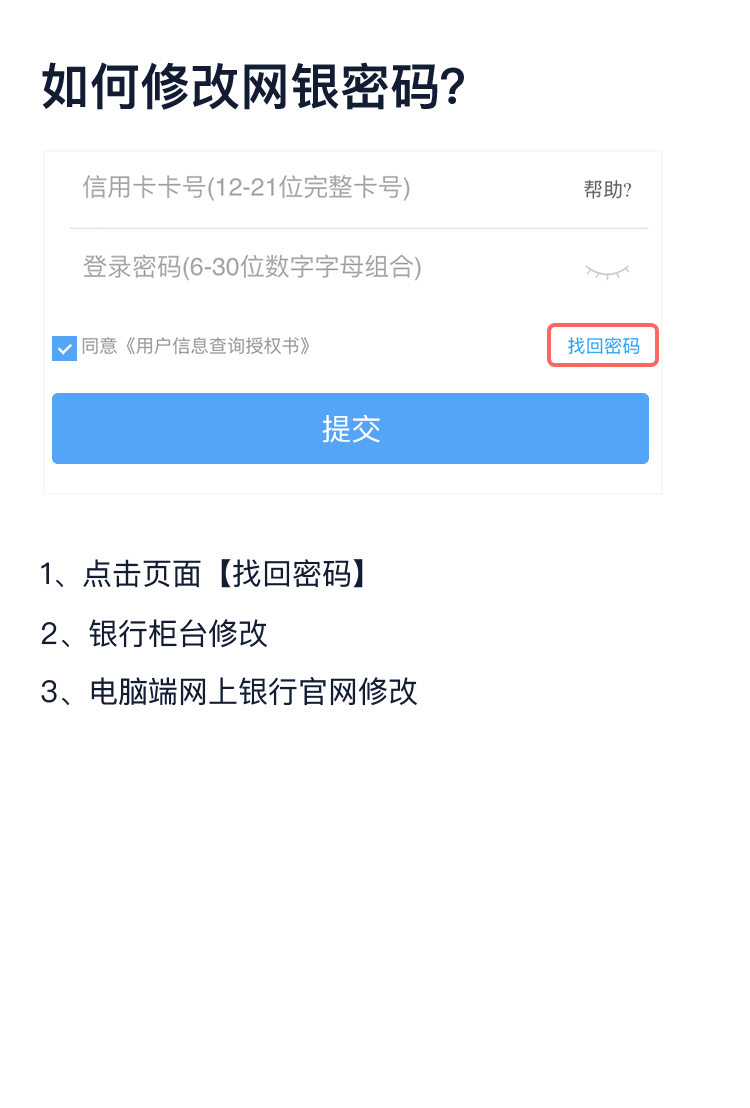 如何修改网银密码?
信用卡卡号(12-21位完整卡号) 帮助?
登录密码(6-30位数字字母组合)
同意《用户信息查询授权书》 找回密码
提交
1、点击页面【找回密码】
2、银行柜台修改
3、电脑端网上银行官网修改